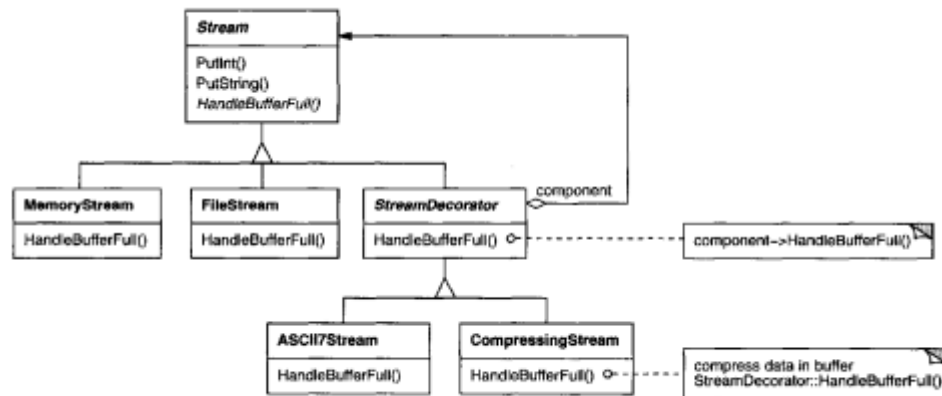 Stream
PutInt()
PutString()
HandleBufferFull()
MemoryStream
HandleBufferFull()
FileStream
HandleBufferFull()
StreamDecorator
HandleBufferFull()
component
component->HandleBufferFull()
ASCII7Stream
HandleBufferFull()
CompressingStream
HandleBufferFull()
compress data in buffer
StreamDecorator::HandleBufferFull()